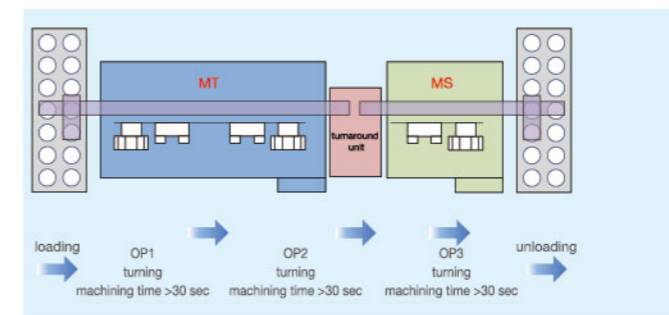 MT
MS
turnaround
unit
loading
OP1
turning
machining time >30 sec
OP2
turning
machining time >30 sec
OP3
turning
machining time >30 sec
unloading